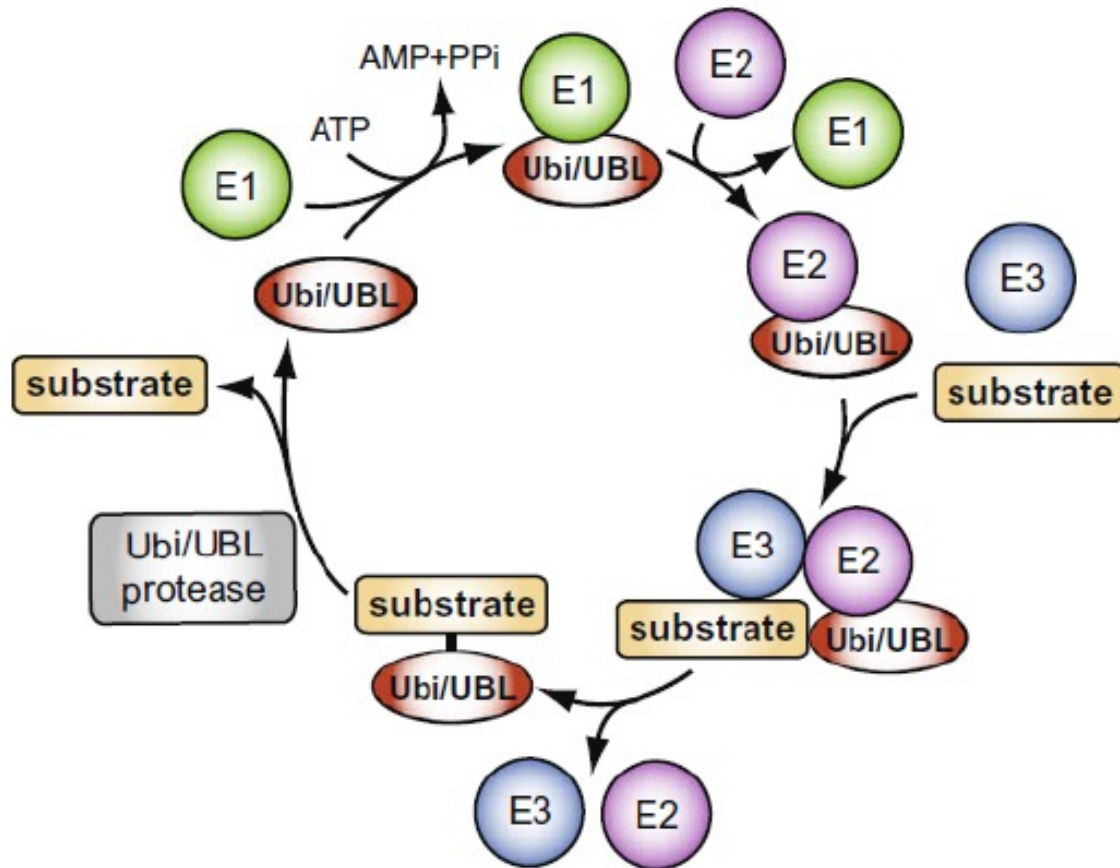 AMP+PPi
E2
E1
ATP
E1
E1
Ubi/UBL
E2
E3
Ubi/UBL
Ubi/UBL
substrate
substrate
E3
E2
Ubi/UBL
protease
substrate
substrate
Ubi/UBL
Ubi/UBL
E3
E2